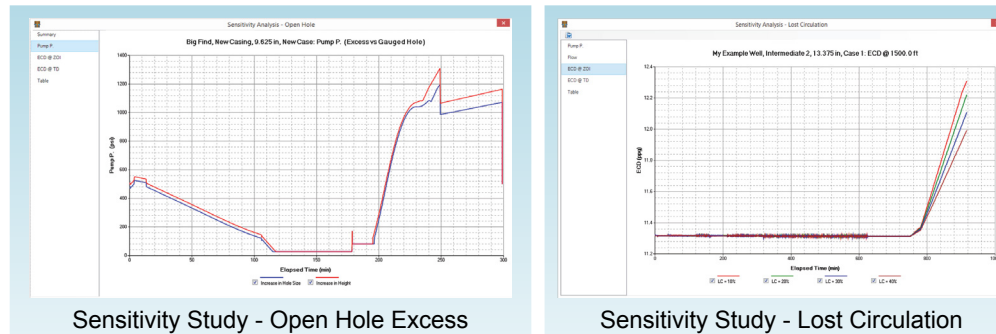 Sensitivity Analysis - Open Hole
Summary
Pump P.
ECD @ ZOI
ECD @ TD
Table
Big Find, New Casing, 9.625 in, New Case: Pump P. (Excess vs Gauged Hole)
Pump P. (psi)
1400
1200
1000
800
600
400
200
0
0 50 100 150 200 250 300
Elapsed Time (min)
Increase in Hole Size Increase in Height
Sensitivity Study - Open Hole Excess
Sensitivity Analysis - Lost Circulation
Pump P.
Flow
ECD @ ZOI
ECD @ TD
Table
My Example Well, Intermediate 2, 13.375 in, Case 1: ECD @ 1500.0 ft
ECD (ppg)
12.4
12.2
12.0
11.8
11.6
11.4
11.2
0 200 400 600 800
Elapsed Time (min)
LC = 10% LC = 20% LC = 30% LC = 40%
Sensitivity Study - Lost Circulation